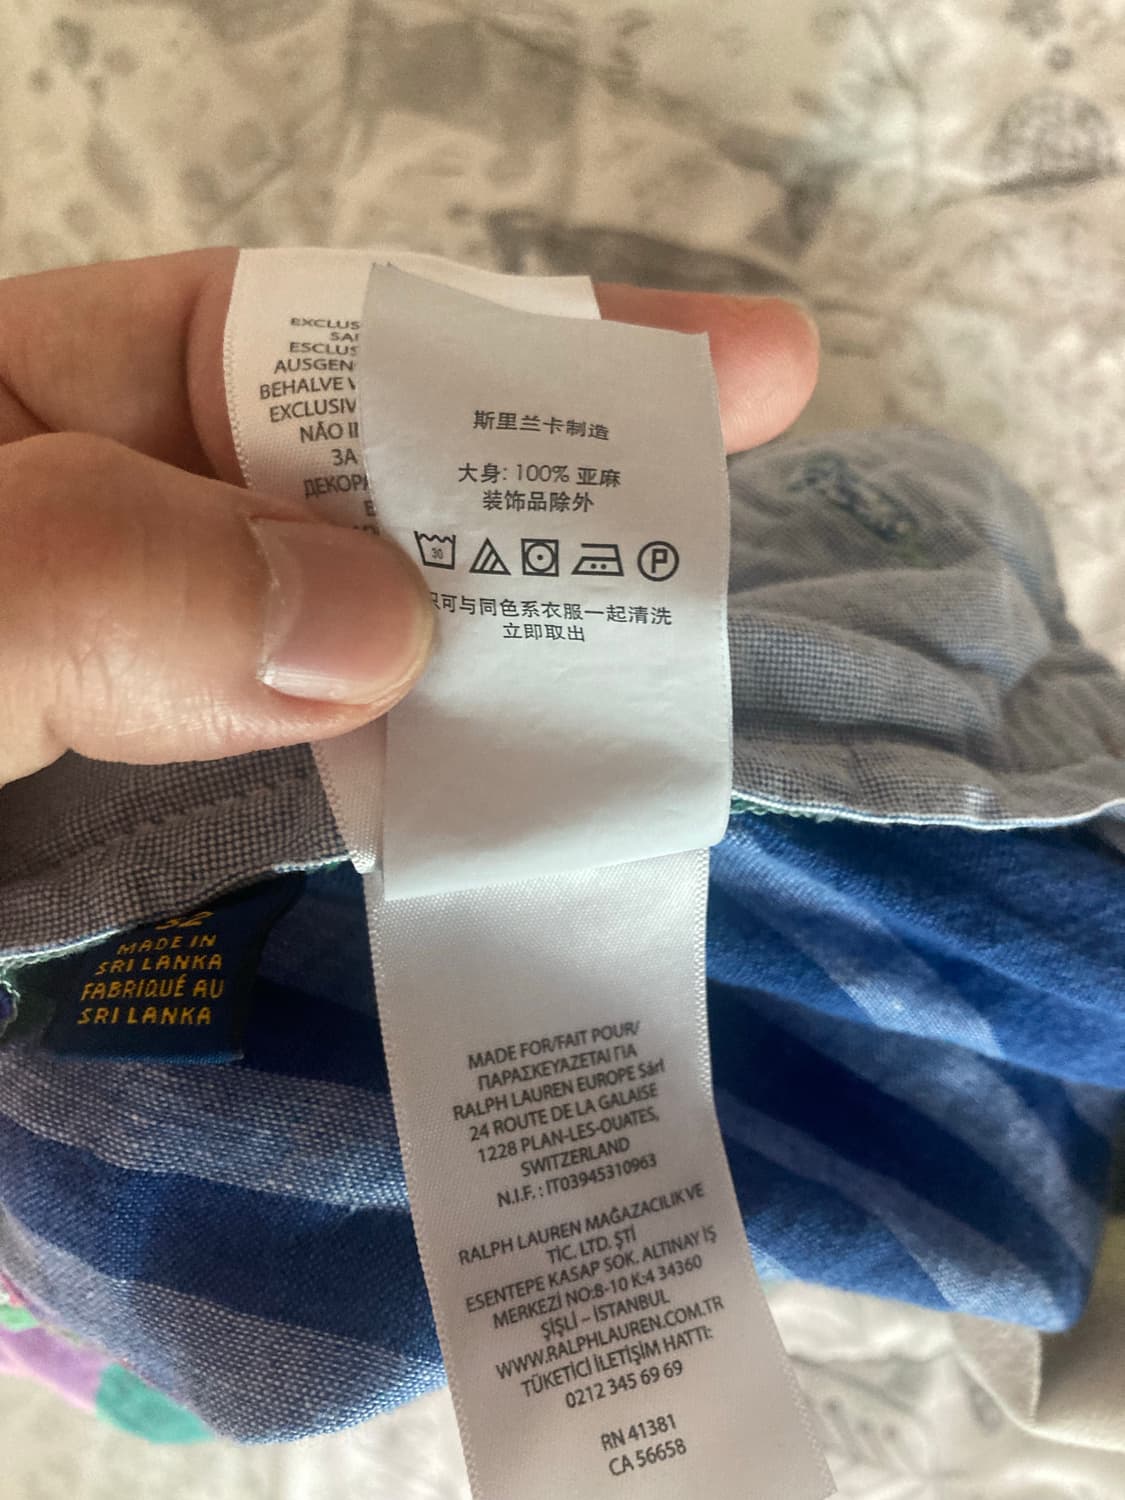 EXCLUS
SAI
ESCLUS
AUSGEN
BEHALVE V
EXCLUSIV
NÃO II
ЗА
ДЕКОРА
斯里兰卡制造
大身: 100% 亚麻
装饰品除外
30
P
只可与同色系衣服一起清洗
立即取出
32
MADE IN
SRI LANKA
FABRIQUÉ AU
SRI LANKA
MADE FOR/FAIT POUR/
ΠΑΡΑΣΚΕΥΑΖΕΤΑΙ ΓΙΑ
RALPH LAUREN EUROPE Sàrl
24 ROUTE DE LA GALAISE
1228 PLAN-LES-OUATES,
SWITZERLAND
N.I.F. : IT03945310963
RALPH LAUREN MAĞAZACILIK VE
TİC. LTD. ŞTİ
ESENTEPE KASAP SOK. ALTINAY İŞ
MERKEZİ NO:8-10 K:4 34360
ŞİŞLİ – İSTANBUL
WWW.RALPHLAUREN.COM.TR
TÜKETİCİ İLETİŞİM HATTI:
0212 345 69 69
RN 41381
CA 56658